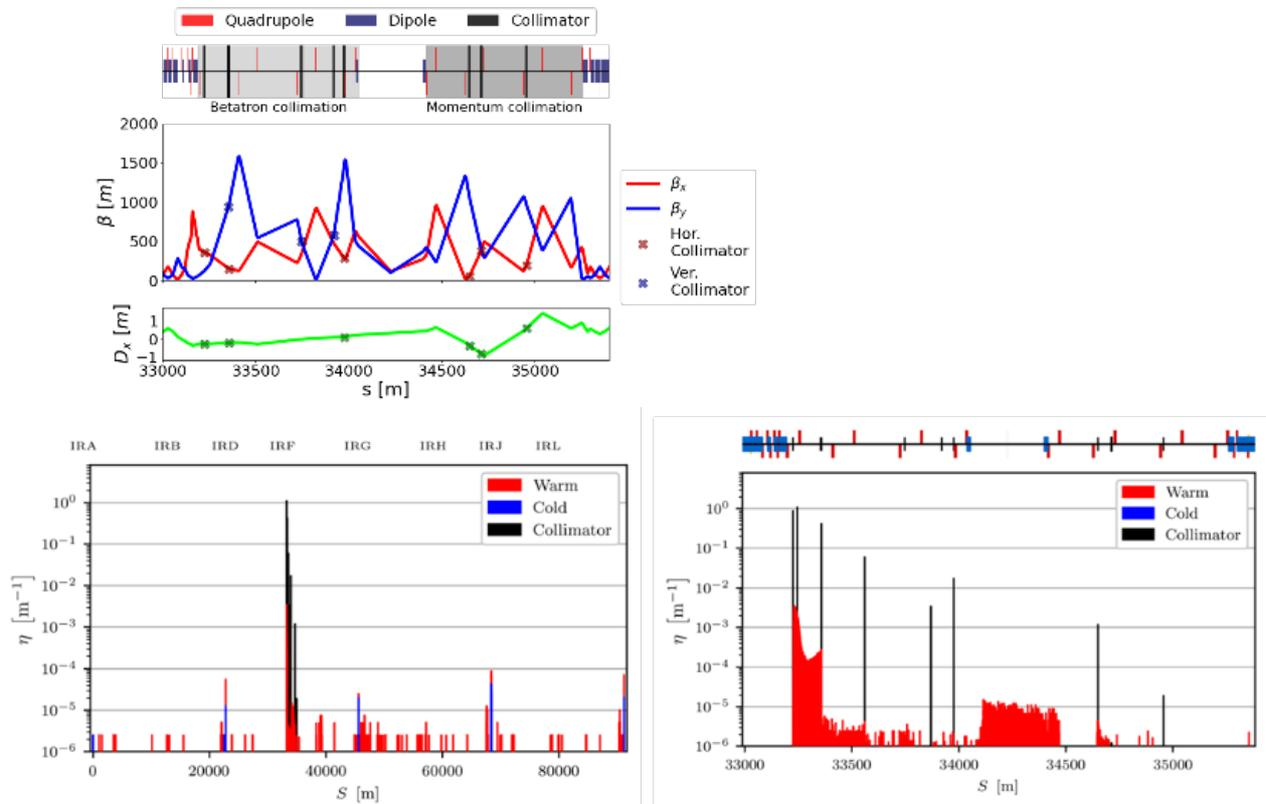 Quadrupole Dipole Collimator
Betatron collimation Momentum collimation
2000
1500
1000
500
0
β [m]
βx
βy
Hor.
Collimator
Ver.
Collimator
1
0
−1
Dx [m]
33000 33500 34000 34500 35000
s [m]
IRA IRB IRD IRF IRG IRH IRJ IRL
Warm
Cold
Collimator
10⁰
10⁻¹
10⁻²
10⁻³
10⁻⁴
10⁻⁵
10⁻⁶
η [m⁻¹]
0 20000 40000 60000 80000
S [m]
Warm
Cold
Collimator
10⁰
10⁻¹
10⁻²
10⁻³
10⁻⁴
10⁻⁵
10⁻⁶
η [m⁻¹]
33000 33500 34000 34500 35000
S [m]